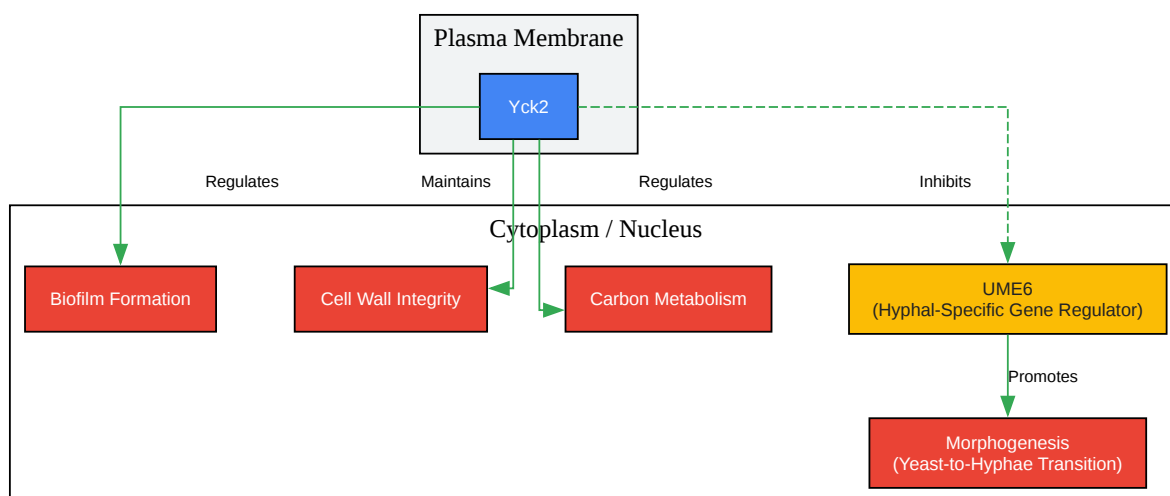 Plasma Membrane
Yck2
Regulates
Maintains
Regulates
Inhibits
Cytoplasm / Nucleus
Biofilm Formation
Cell Wall Integrity
Carbon Metabolism
UME6
(Hyphal-Specific Gene Regulator)
Promotes
Morphogenesis
(Yeast-to-Hyphae Transition)